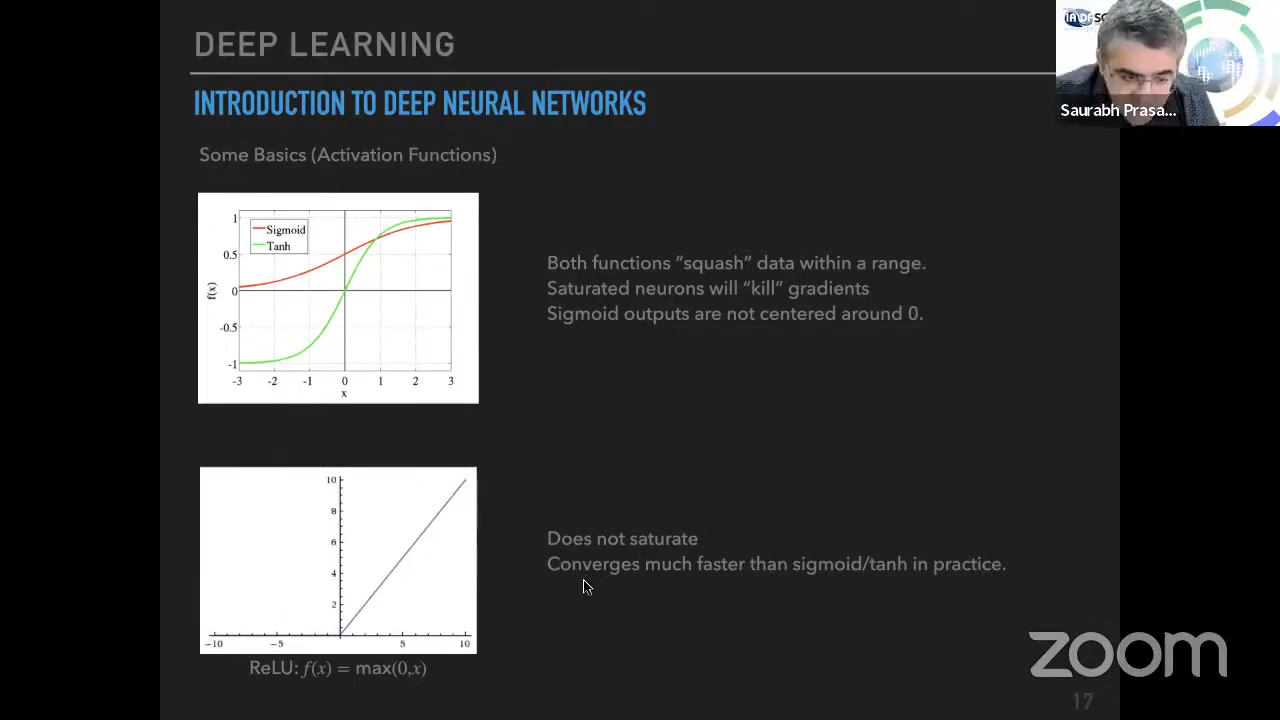 DEEP LEARNING
INTRODUCTION TO DEEP NEURAL NETWORKS
Saurabh Prasa...
Some Basics (Activation Functions)
Sigmoid
Tanh
1
0.5
0
-0.5
-1
f(x)
-3 -2 -1 0 1 2 3
x
Both functions “squash” data within a range.
Saturated neurons will “kill” gradients
Sigmoid outputs are not centered around 0.
10
8
6
4
2
-10 -5 5 10
ReLU: f(x) = max(0,x)
Does not saturate
Converges much faster than sigmoid/tanh in practice.
zoom
17